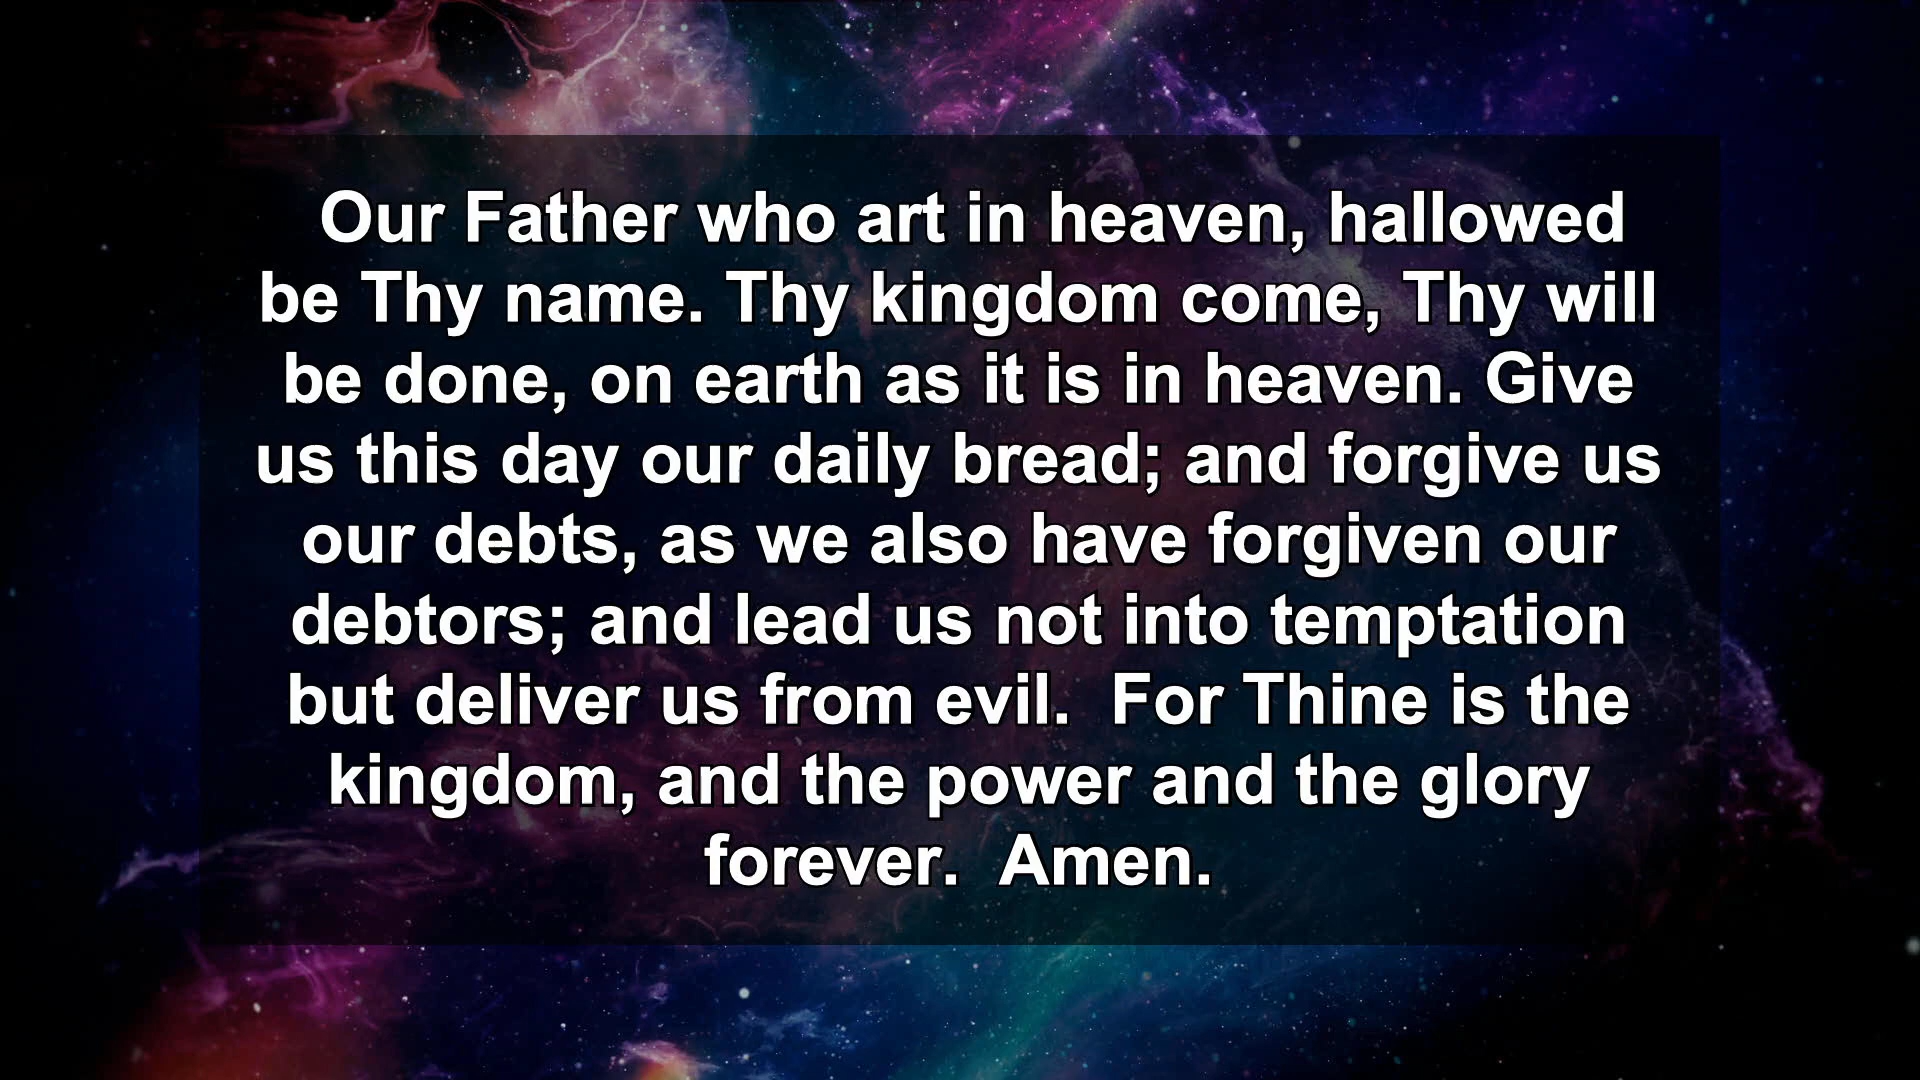 Our Father who art in heaven, hallowed
be Thy name. Thy kingdom come, Thy will
be done, on earth as it is in heaven. Give
us this day our daily bread; and forgive us
our debts, as we also have forgiven our
debtors; and lead us not into temptation
but deliver us from evil.  For Thine is the
kingdom, and the power and the glory
forever.  Amen.